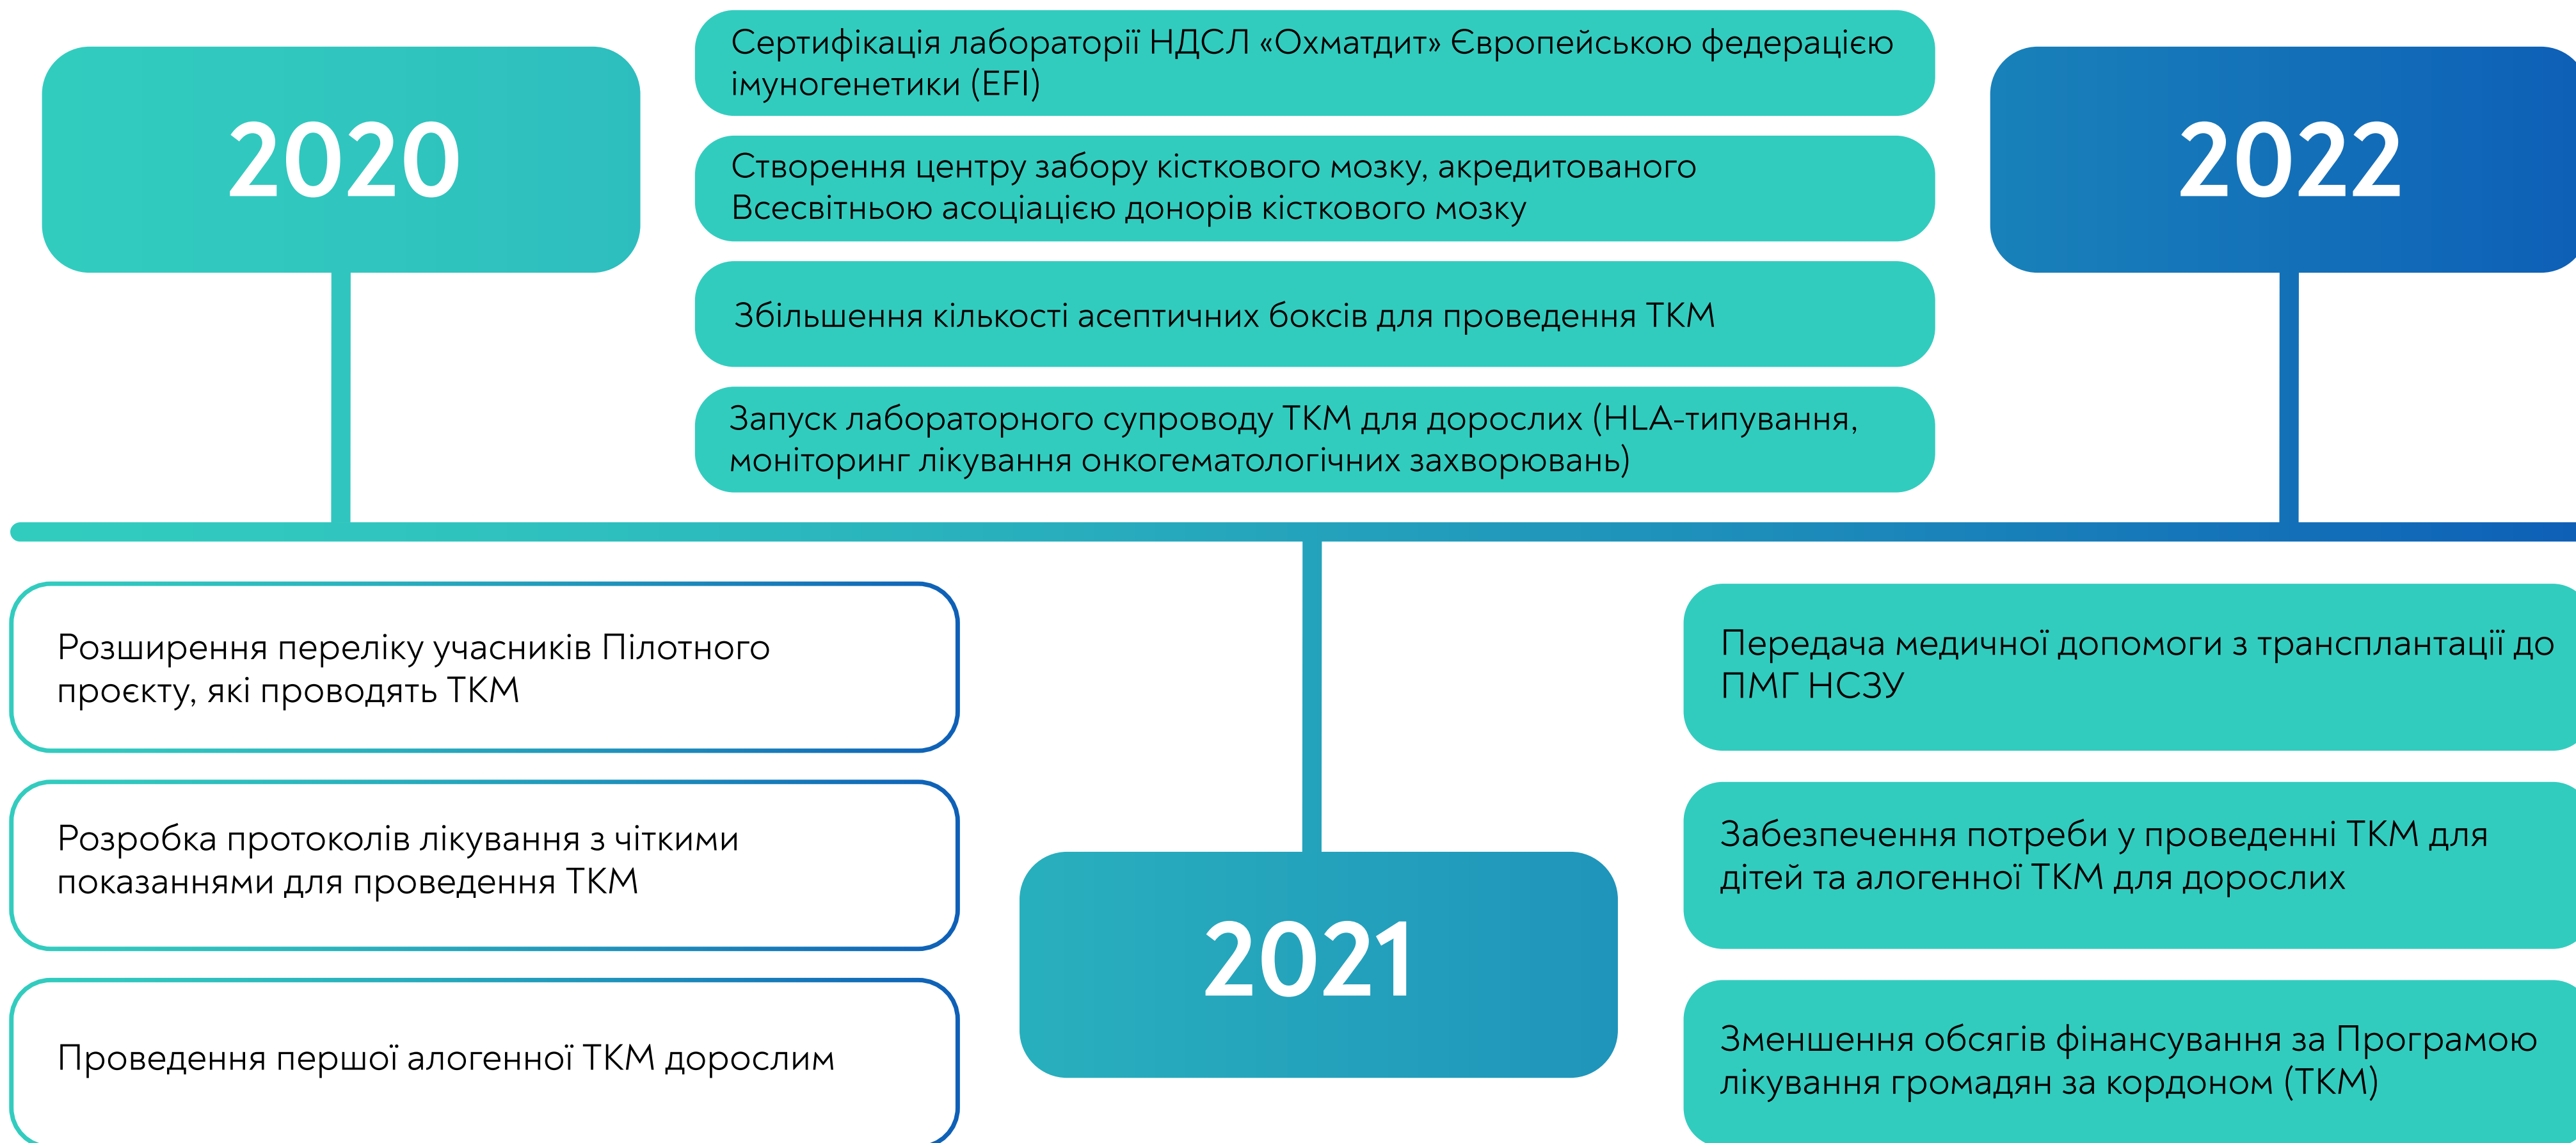 2020
Розширення переліку учасників Пілотного
проєкту, які проводять ТКМ
Розробка протоколів лікування з чіткими
показаннями для проведення ТКМ
Проведення першої алогенної ТКМ дорослим
Сертифікація лабораторії НДСЛ «Охматдит» Європейською федерацією
імуногенетики (EFI)
Створення центру забору кісткового мозку, акредитованого
Всесвітньою асоціацією донорів кісткового мозку
Збільшення кількості асептичних боксів для проведення ТКМ
Запуск лабораторного супроводу ТКМ для дорослих (HLA-типування,
моніторинг лікування онкогематологічних захворювань)
2021
2022
Передача медичної допомоги з трансплантації до
ПМГ НСЗУ
Забезпечення потреби у проведенні ТКМ для
дітей та алогенної ТКМ для дорослих
Зменшення обсягів фінансування за Програмою
лікування громадян за кордоном (ТКМ)